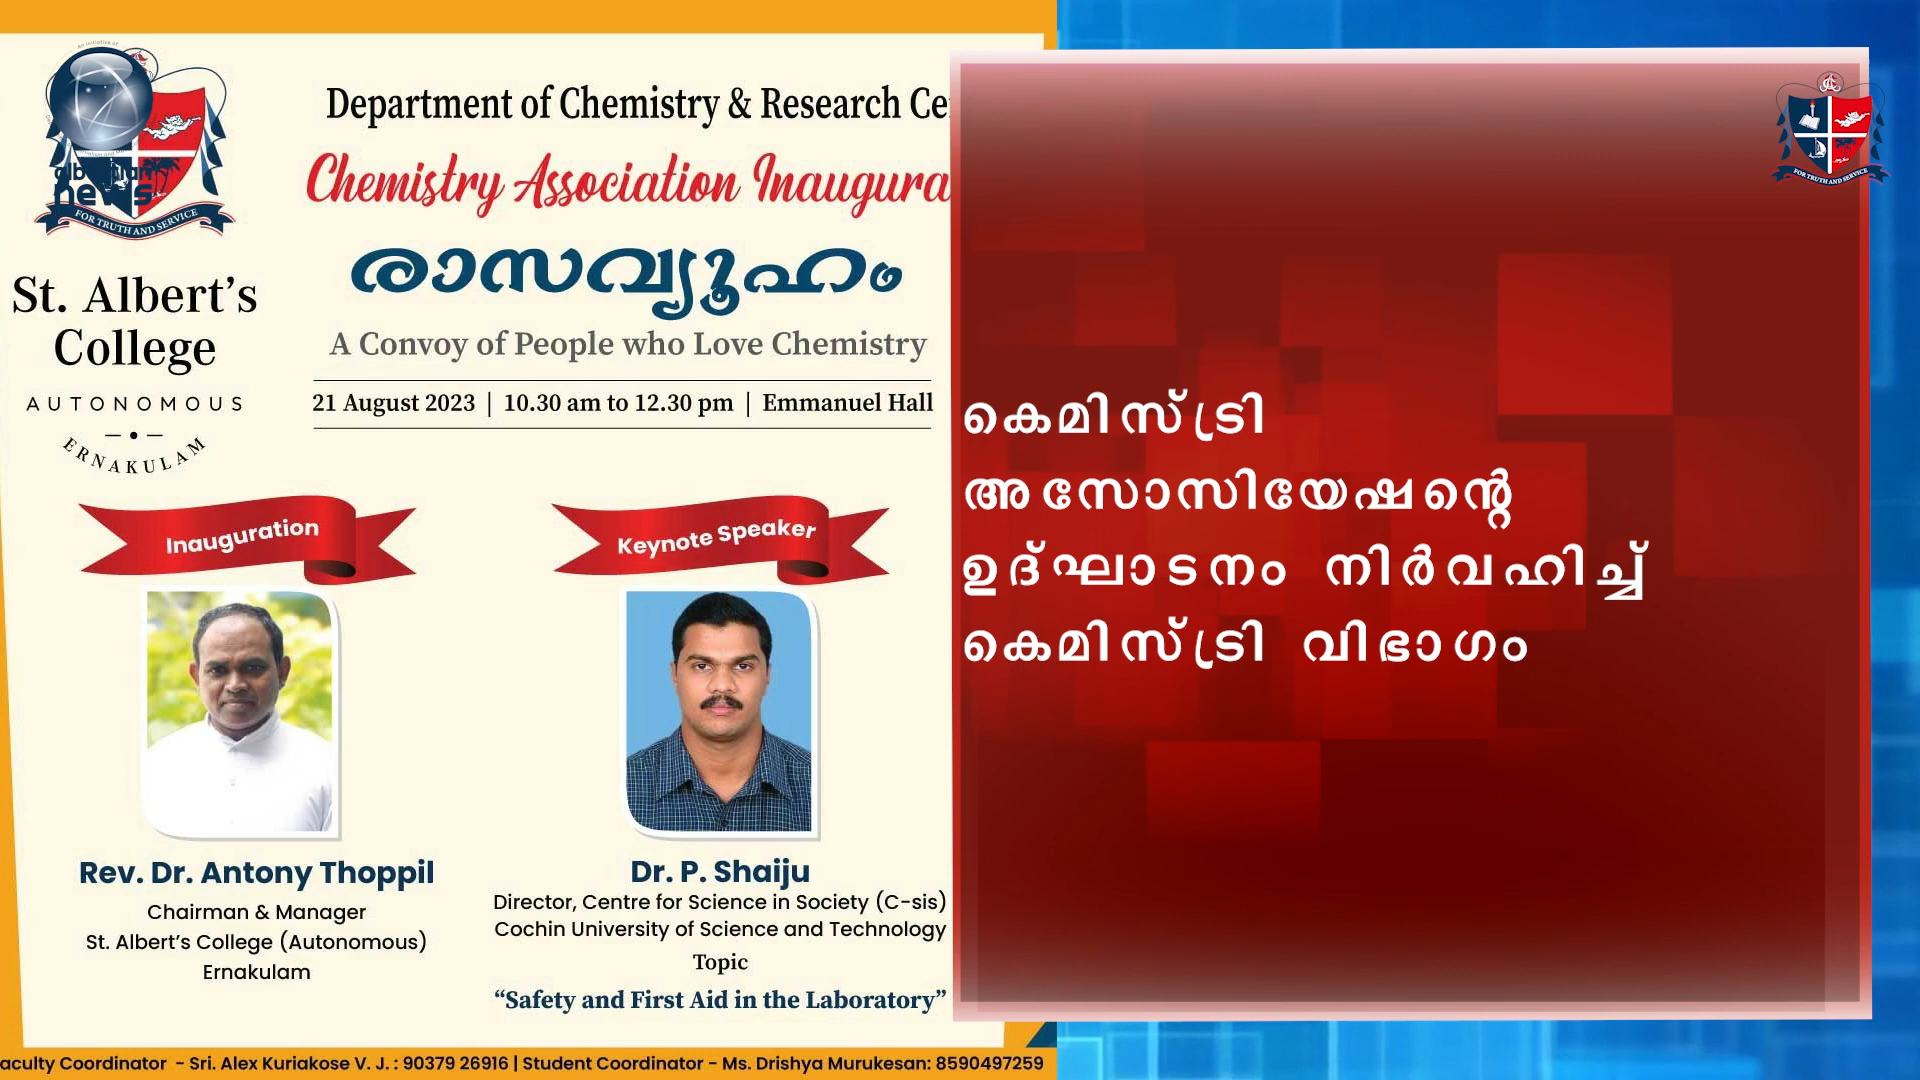 Department of Chemistry & Research
Chemistry Association
രാസവ്യൂഹം
A Convoy of People who Love Chemistry
21 August 2023 | 10.30 am to 12.30 pm | Emmanuel Hall
news
FOR TRUTH AND SERVICE
St. Albert’s
College
AUTONOMOUS
ERNAKULAM
Inauguration
Rev. Dr. Antony Thoppil
Chairman & Manager
St. Albert’s College (Autonomous)
Ernakulam
Keynote Speaker
Dr. P. Shaiju
Director, Centre for Science in Society (C-sis)
Cochin University of Science and Technology
Topic
“Safety and First Aid in the Laboratory”
Coordinator - Sri. Alex Kuriakose V. J. : 90379 26916 | Student Coordinator - Ms. Drishya Murukesan: 8590497259
കെമിസ്ട്രി
അസോസിയേഷന്റെ
ഉദ്ഘാടനം നിർവഹിച്ച്
കെമിസ്ട്രി വിഭാഗം
FOR TRUTH AND SERVICE